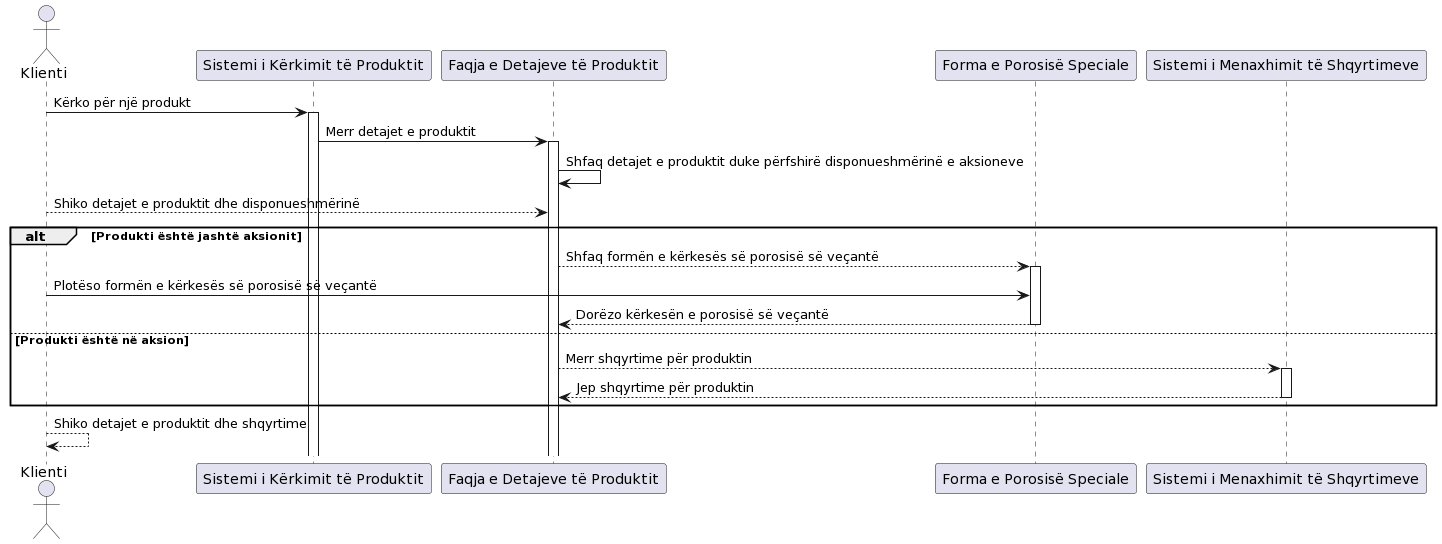 Klienti
Sistemi i Kërkimit të Produktit
Faqja e Detajeve të Produktit
Forma e Porosisë Speciale
Sistemi i Menaxhimit të Shqyrtimeve
Kërko për një produkt
Merr detajet e produktit
Shfaq detajet e produktit duke përfshirë disponueshmërinë e aksioneve
Shiko detajet e produktit dhe disponueshmërinë
alt [Produkti është jashtë aksionit]
Shfaq formën e kërkesës së porosisë së veçantë
Plotëso formën e kërkesës së porosisë së veçantë
Dorëzo kërkesën e porosisë së veçantë
[Produkti është në aksion]
Merr shqyrtime për produktin
Jep shqyrtime për produktin
Shiko detajet e produktit dhe shqyrtime
Klienti
Sistemi i Kërkimit të Produktit
Faqja e Detajeve të Produktit
Forma e Porosisë Speciale
Sistemi i Menaxhimit të Shqyrtimeve